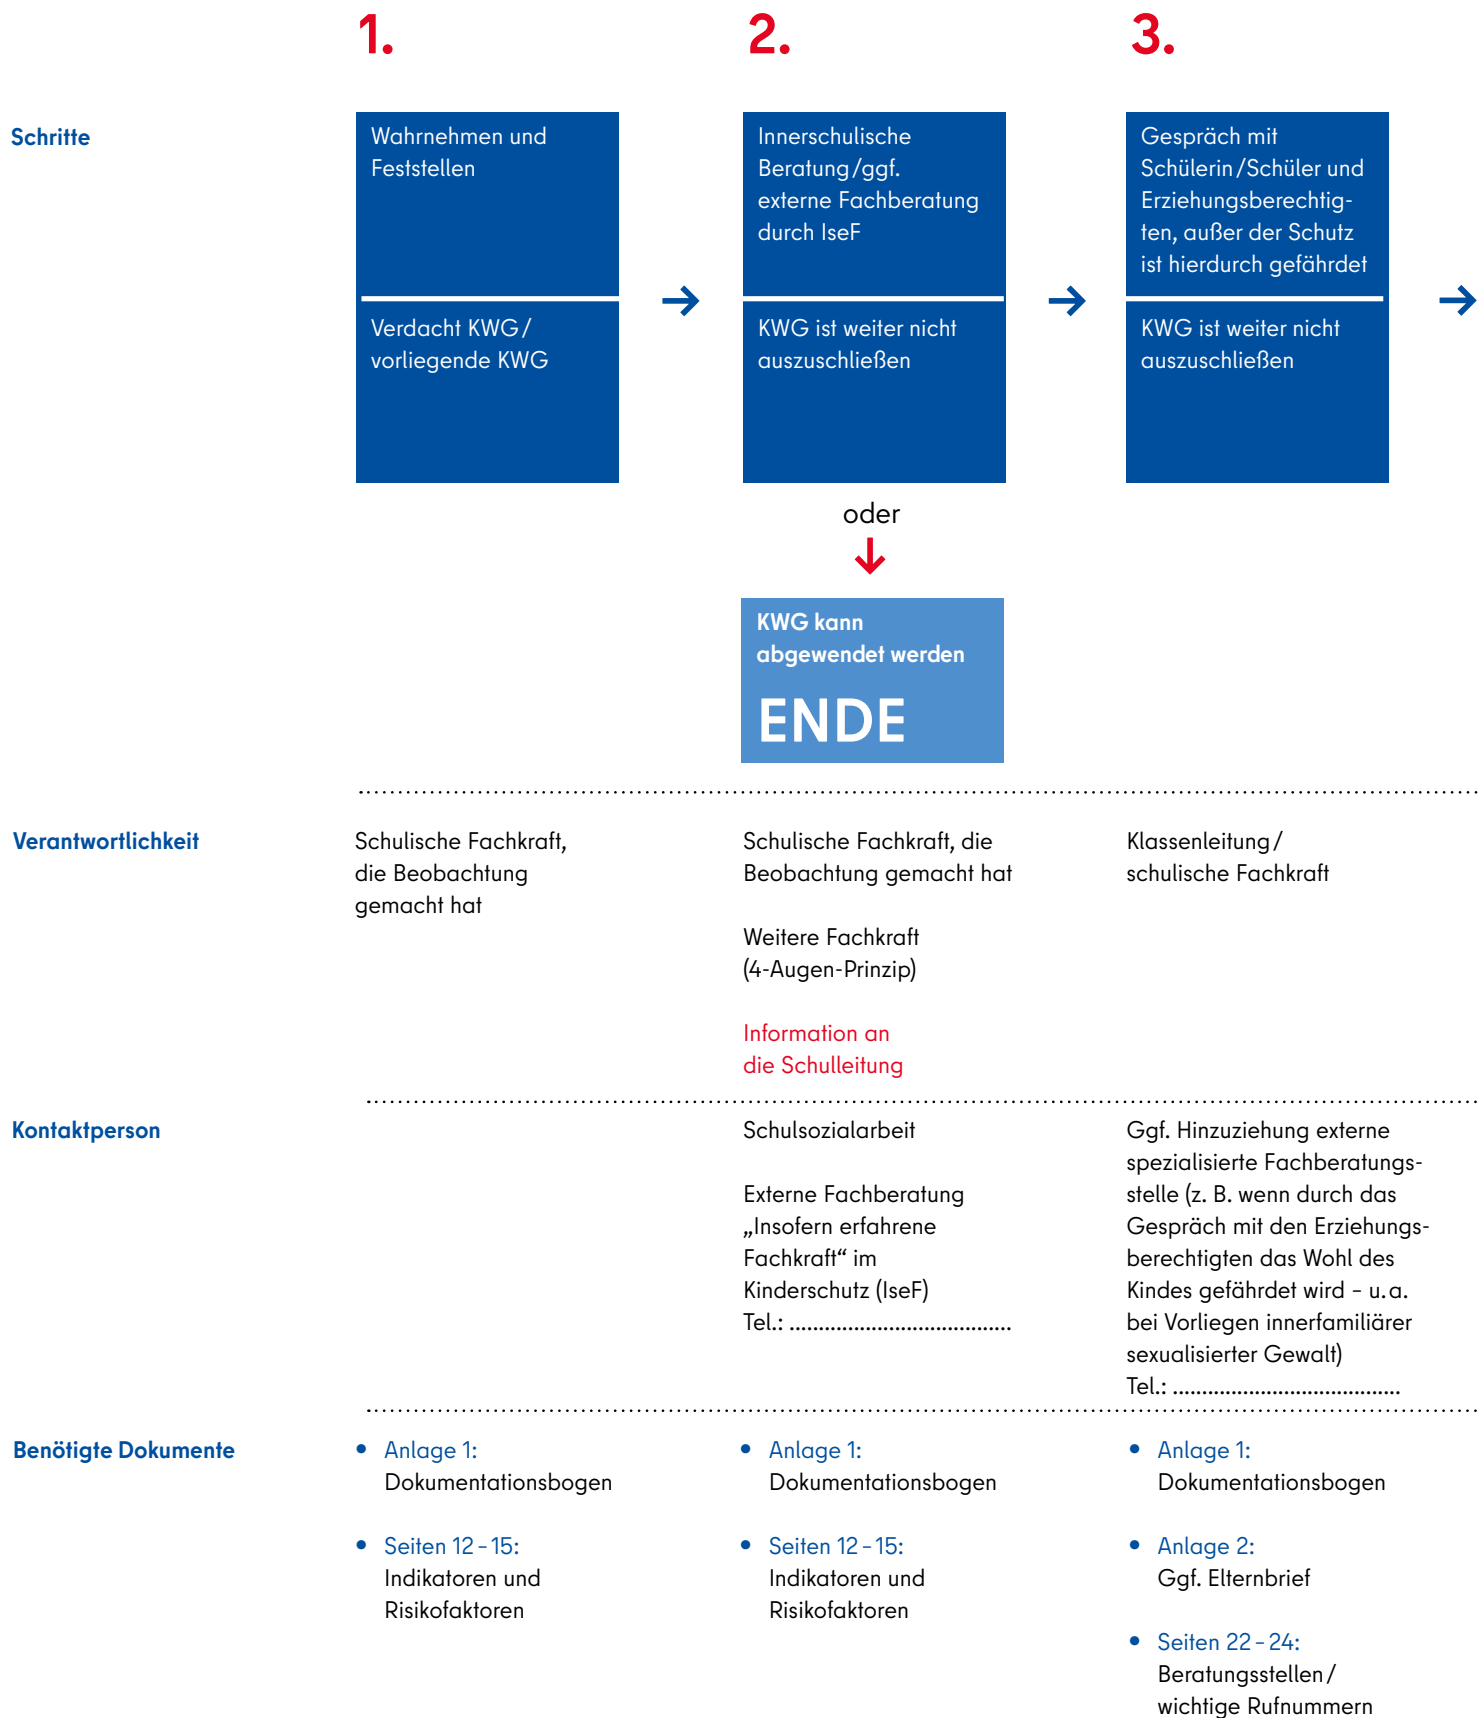 1.
2.
3.
Schritte
Wahrnehmen und
Feststellen
Verdacht KWG/
vorliegende KWG
Innerschulische
Beratung/ggf.
externe Fachberatung
durch IseF
KWG ist weiter nicht
auszuschließen
Gespräch mit
Schülerin/Schüler und
Erziehungsberechtig-
ten, außer der Schutz
ist hierdurch gefährdet
KWG ist weiter nicht
auszuschließen
oder
KWG kann
abgewendet werden
ENDE
Verantwortlichkeit
Schulische Fachkraft,
die Beobachtung
gemacht hat
Schulische Fachkraft, die
Beobachtung gemacht hat
Weitere Fachkraft
(4-Augen-Prinzip)
Information an
die Schulleitung
Klassenleitung/
schulische Fachkraft
Kontaktperson
Schulsozialarbeit
Externe Fachberatung
„Insofern erfahrene
Fachkraft“ im
Kinderschutz (IseF)
Tel.: ......................................
Ggf. Hinzuziehung externe
spezialisierte Fachberatungs-
stelle (z. B. wenn durch das
Gespräch mit den Erziehungs-
berechtigten das Wohl des
Kindes gefährdet wird – u. a.
bei Vorliegen innerfamiliärer
sexualisierter Gewalt)
Tel.: .......................................
Benötigte Dokumente
• Anlage 1:
Dokumentationsbogen
• Seiten 12–15:
Indikatoren und
Risikofaktoren
• Anlage 1:
Dokumentationsbogen
• Seiten 12–15:
Indikatoren und
Risikofaktoren
• Anlage 1:
Dokumentationsbogen
• Anlage 2:
Ggf. Elternbrief
• Seiten 22–24:
Beratungsstellen/
wichtige Rufnummern